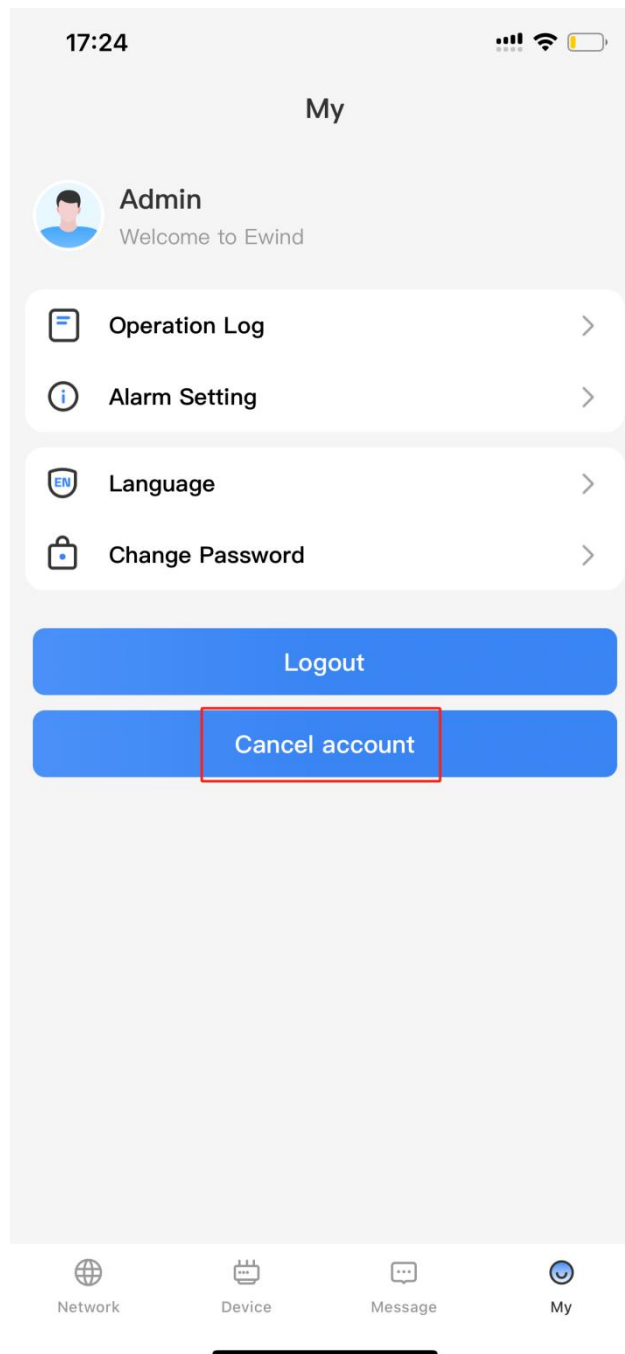 17:24
My
Admin
Welcome to Ewind
Operation Log
Alarm Setting
EN
Language
Change Password
Logout
Cancel account
Network
Device
Message
My